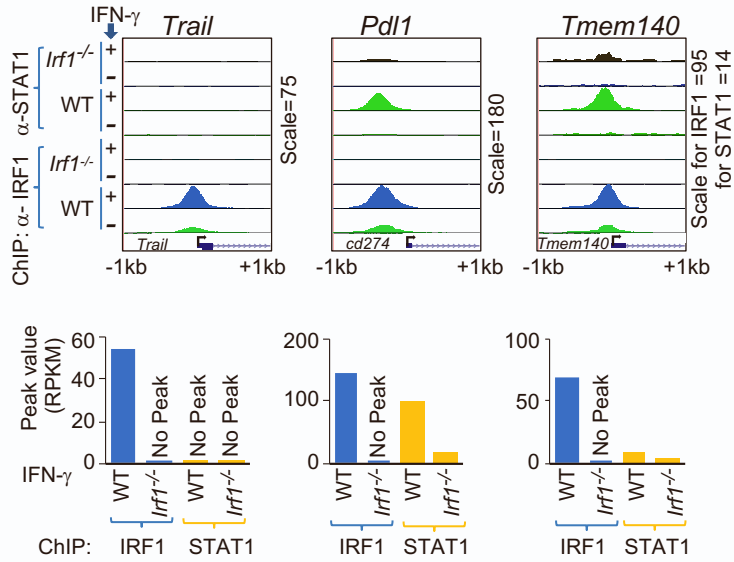 IFN-γ
Trail Pdl1 Tmem140
ChIP: α- IRF1 α-STAT1
Irf1-/- + -
WT + -
Irf1-/- + -
WT + -
Scale=75
Scale=180
Scale for IRF1 =95
for STAT1 =14
Trail cd274 Tmem140
-1kb +1kb -1kb +1kb -1kb +1kb
Peak value
(RPKM)
60
40
20
0
No Peak No Peak No Peak
200
100
0
No Peak
100
50
0
No Peak
IFN-γ WT Irf1-/- WT Irf1-/- WT Irf1-/- WT Irf1-/- WT Irf1-/- WT Irf1-/-
ChIP: IRF1 STAT1 IRF1 STAT1 IRF1 STAT1